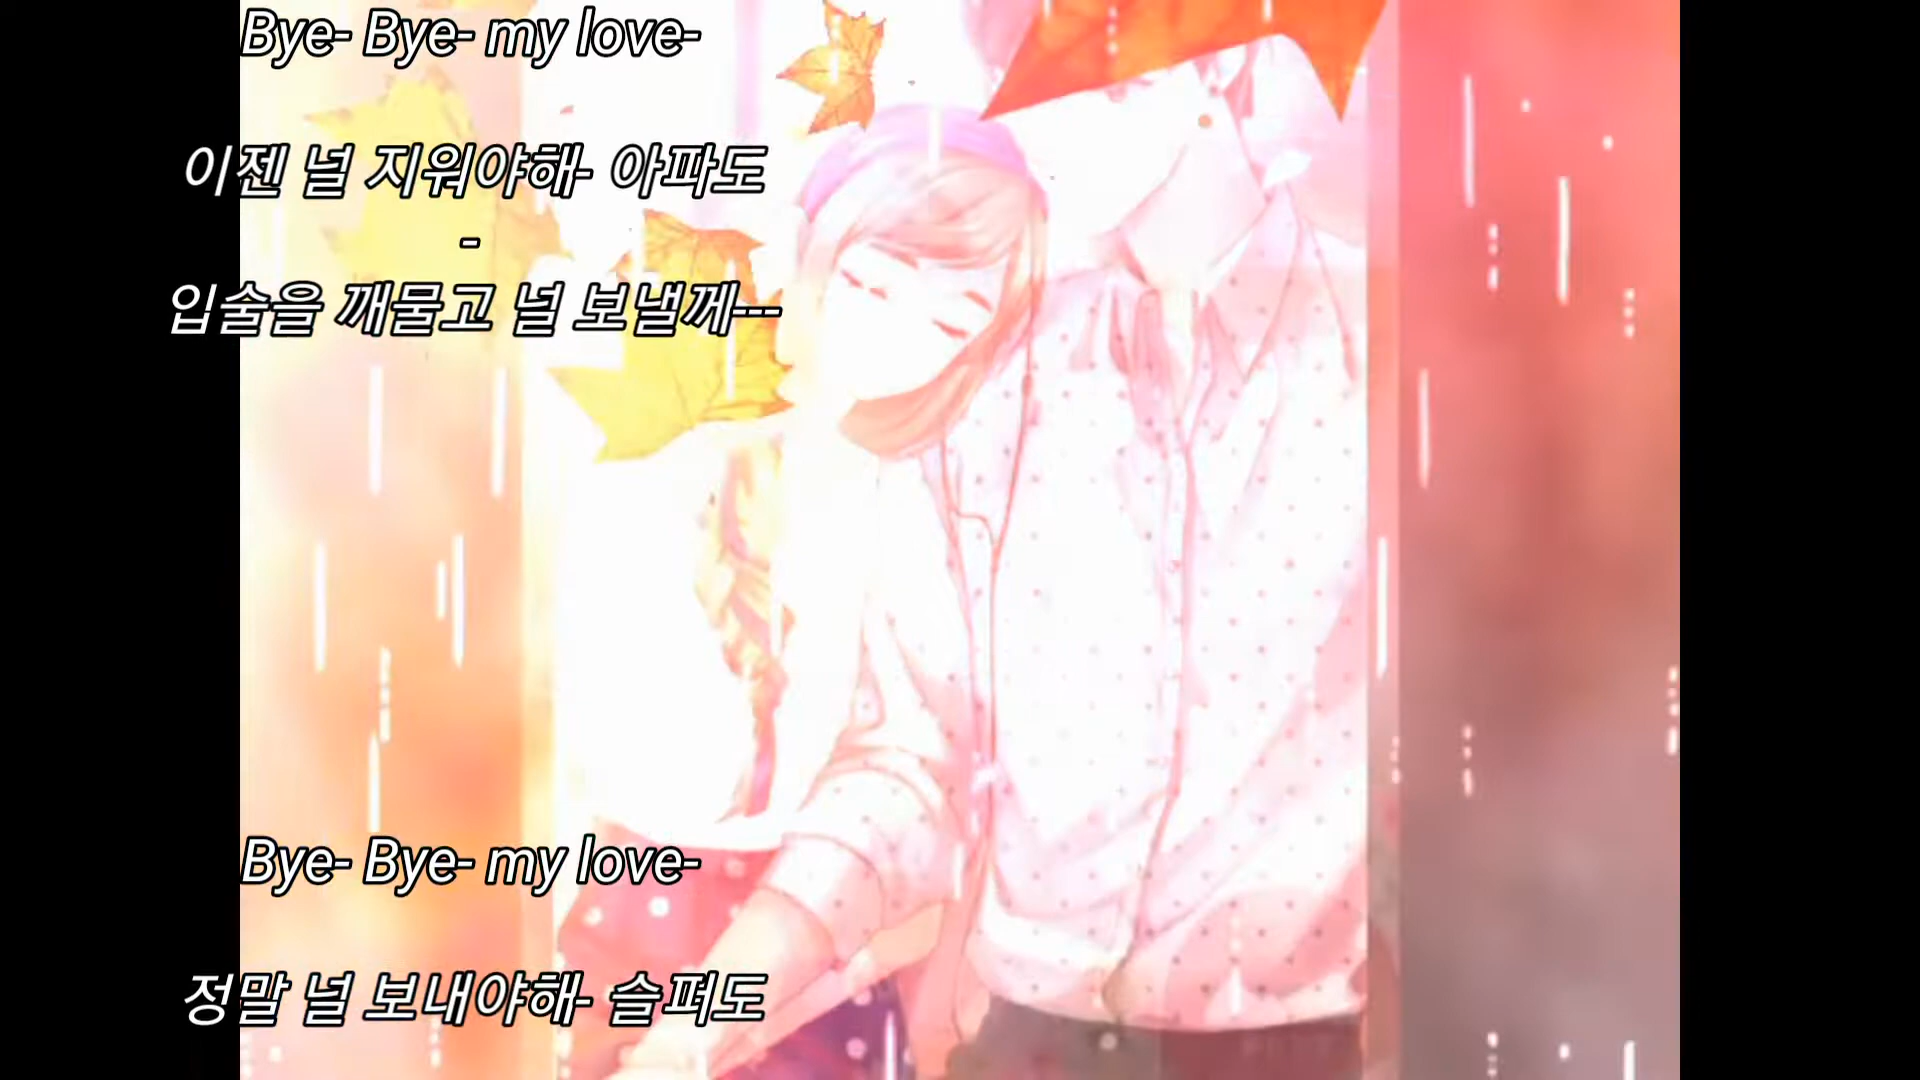 Bye- Bye- my love-
이젠 널 지워야해- 아파도
-
입술을 깨물고 널 보낼께---
Bye- Bye- my love-
정말 널 보내야해- 슬펴도